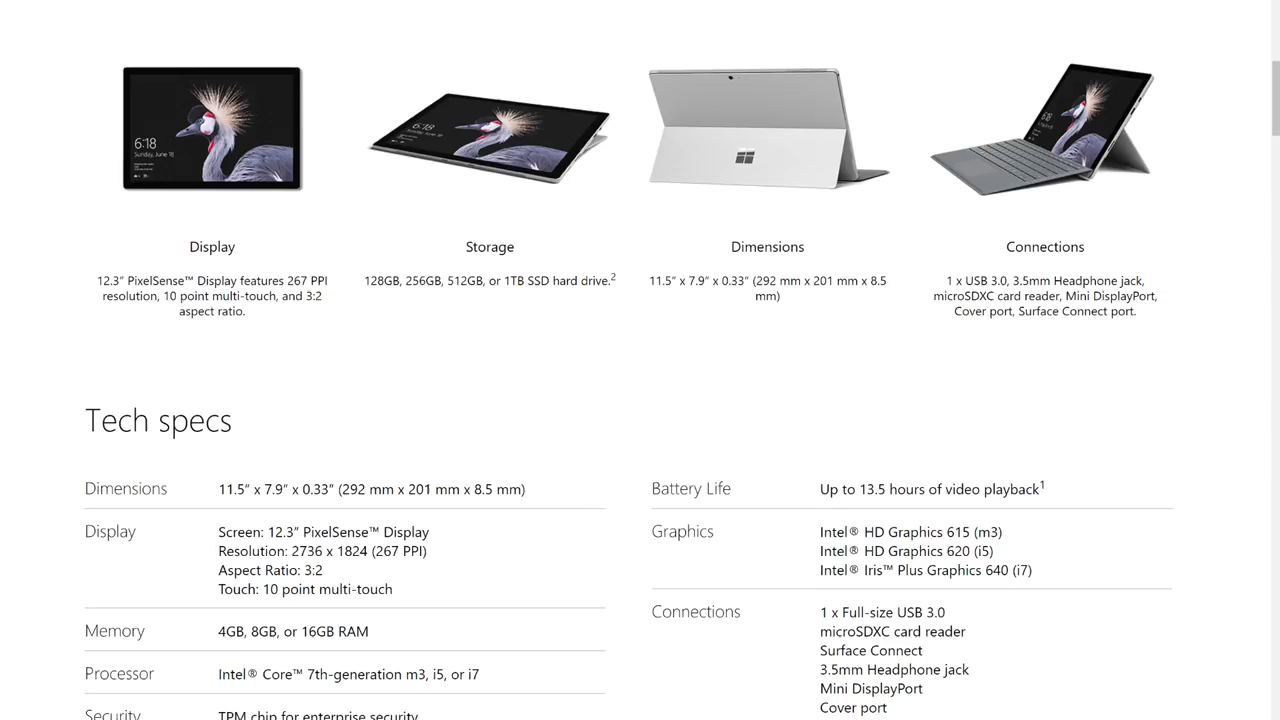 6:18
Sunday, June 18
6:18
Sunday, June 18
6:18
Display
12.3” PixelSense™ Display features 267 PPI
resolution, 10 point multi-touch, and 3:2
aspect ratio.
Storage
128GB, 256GB, 512GB, or 1TB SSD hard drive.2
Dimensions
11.5” x 7.9” x 0.33” (292 mm x 201 mm x 8.5
mm)
Connections
1 x USB 3.0, 3.5mm Headphone jack,
microSDXC card reader, Mini DisplayPort,
Cover port, Surface Connect port.
Tech specs
Dimensions
11.5” x 7.9” x 0.33” (292 mm x 201 mm x 8.5 mm)
Display
Screen: 12.3” PixelSense™ Display
Resolution: 2736 x 1824 (267 PPI)
Aspect Ratio: 3:2
Touch: 10 point multi-touch
Memory
4GB, 8GB, or 16GB RAM
Processor
Intel® Core™ 7th-generation m3, i5, or i7
Security
TPM chip for enterprise security
Battery Life
Up to 13.5 hours of video playback1
Graphics
Intel® HD Graphics 615 (m3)
Intel® HD Graphics 620 (i5)
Intel® Iris™ Plus Graphics 640 (i7)
Connections
1 x Full-size USB 3.0
microSDXC card reader
Surface Connect
3.5mm Headphone jack
Mini DisplayPort
Cover port